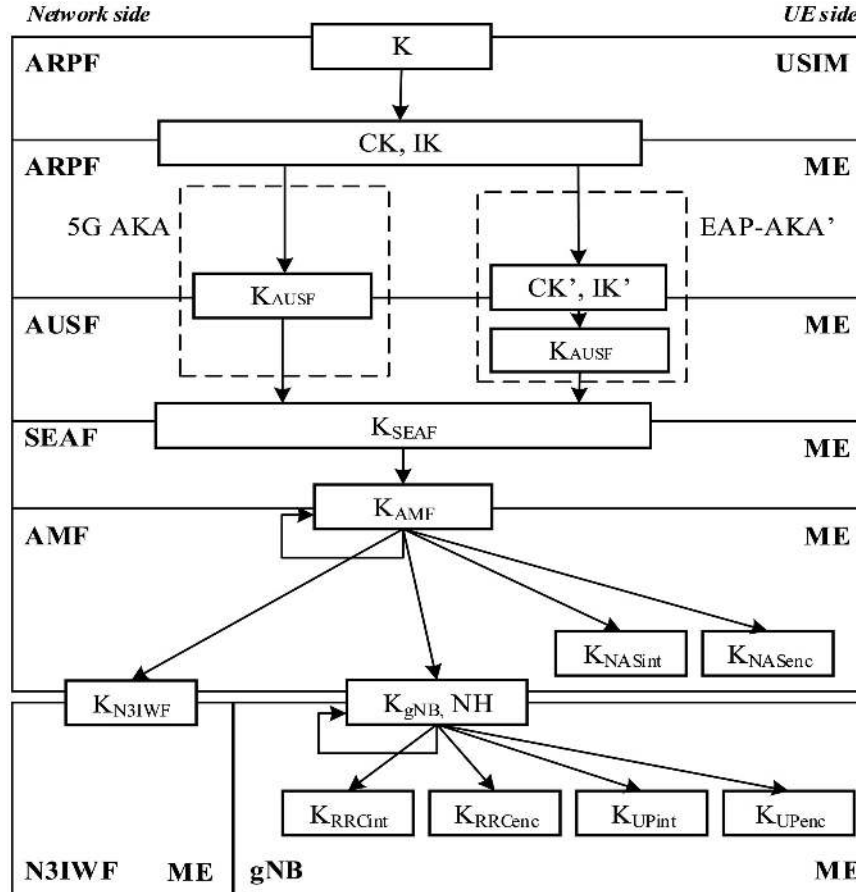 Network side UE side
K
ARPF USIM
CK, IK
ARPF ME
5G AKA EAP-AKA’
KAUSF CK’, IK’
AUSF ME
KAUSF
KSEAF
SEAF ME
KAMF
AMF ME
KNASint KNASenc
KN3IWF KgNB, NH
KRRCint KRRCenc KUPint KUPenc
N3IWF ME gNB ME